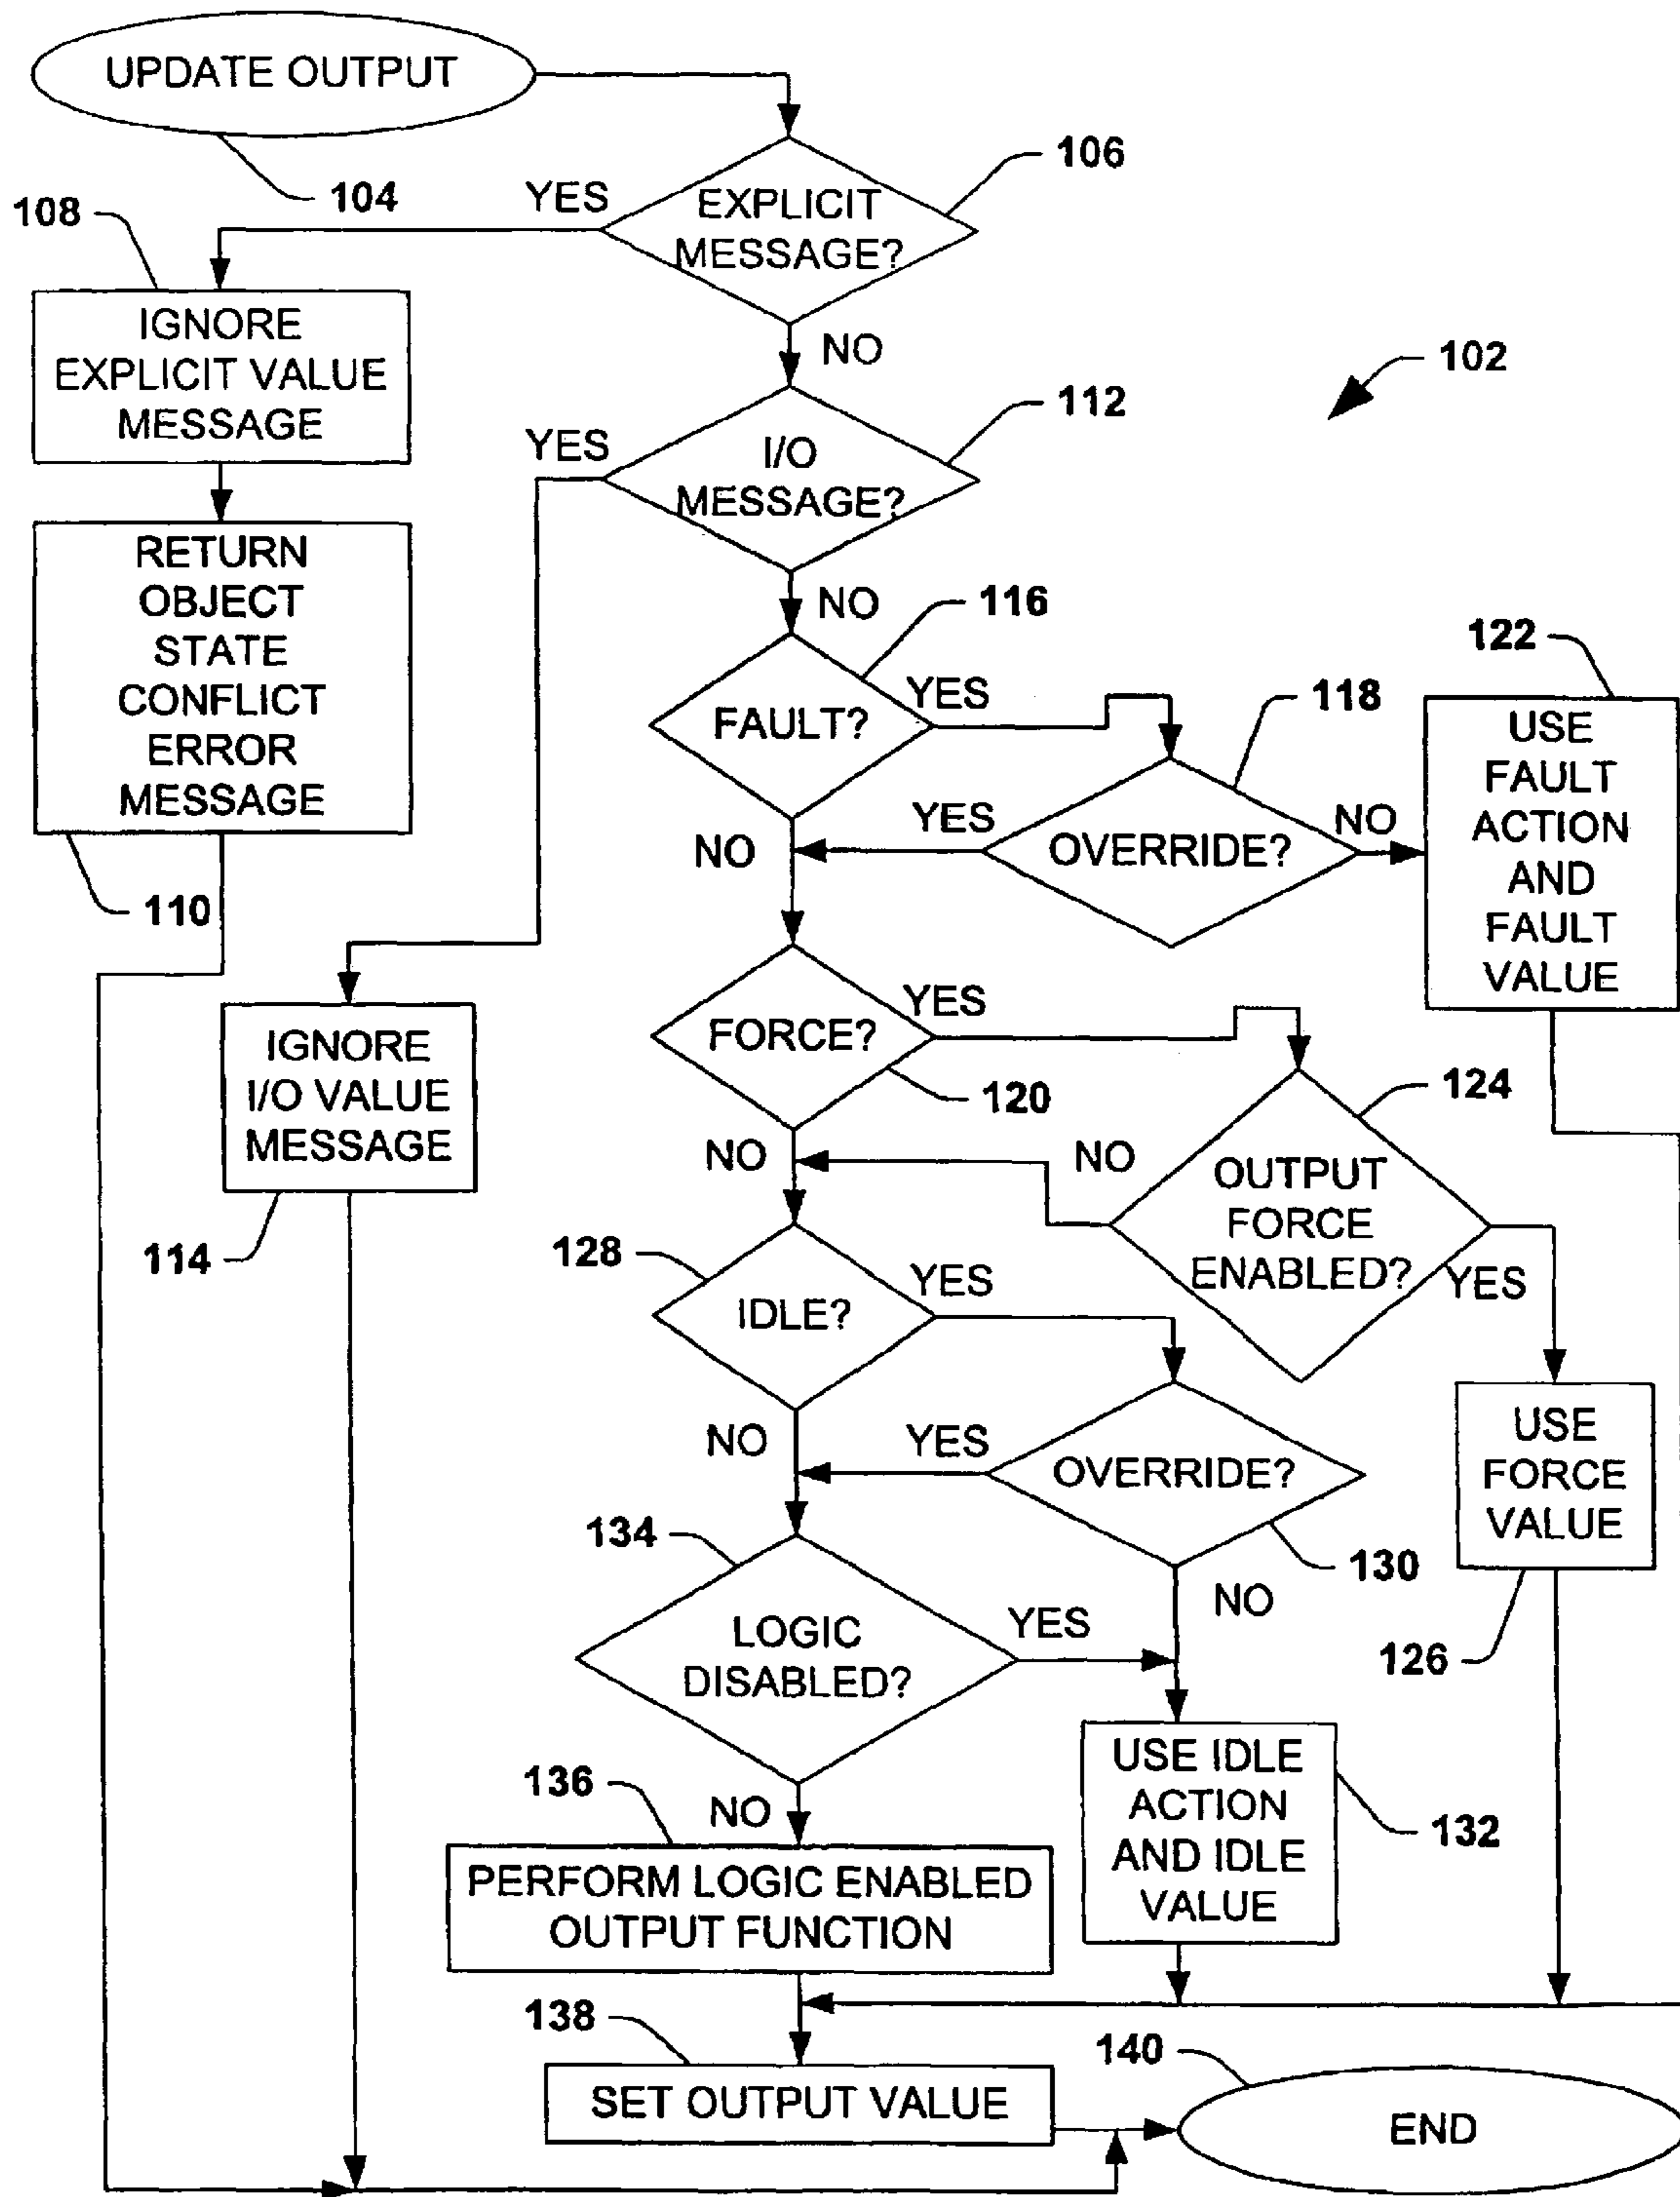 UPDATE OUTPUT
104
106
EXPLICIT
MESSAGE?
YES
NO
108
IGNORE
EXPLICIT VALUE
MESSAGE
102
112
I/O
MESSAGE?
YES
NO
RETURN
OBJECT
STATE
CONFLICT
ERROR
MESSAGE
110
116
FAULT?
YES
NO
118
OVERRIDE?
YES
NO
122
USE
FAULT
ACTION
AND
FAULT
VALUE
IGNORE
I/O VALUE
MESSAGE
114
FORCE?
YES
120
NO
124
OUTPUT
FORCE
ENABLED?
NO
YES
128
IDLE?
YES
NO
OVERRIDE?
YES
130
NO
USE
FORCE
VALUE
126
134
LOGIC
DISABLED?
YES
NO
USE IDLE
ACTION
AND IDLE
VALUE
132
136
PERFORM LOGIC ENABLED
OUTPUT FUNCTION
138
SET OUTPUT VALUE
140
END